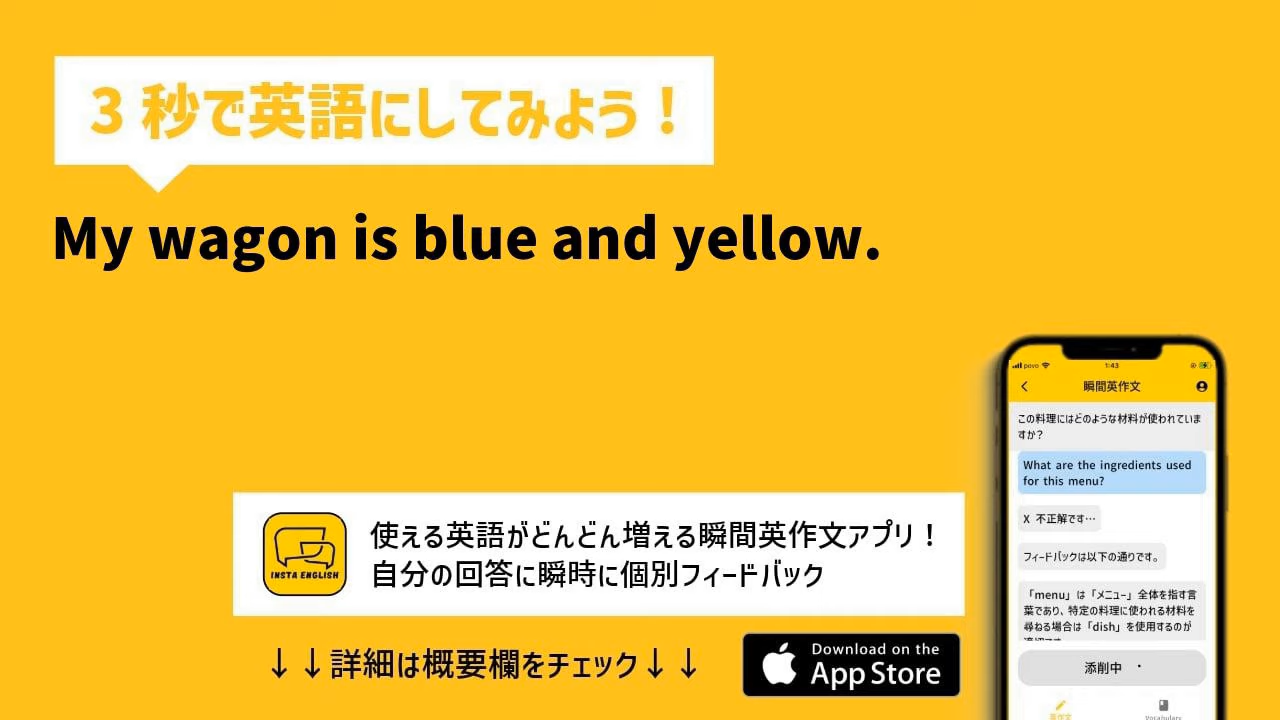 3秒で英語にしてみよう！
My wagon is blue and yellow.
povo 1:43
瞬間英作文
この料理にはどのような材料が使われていま
すか？
What are the ingredients used
for this menu?
X 不正解です…
フィードバックは以下の通りです。
「menu」は「メニュー」全体を指す言
葉であり、特定の料理に使われる材料を
尋ねる場合は「dish」を使用するのが
添削中
英作文
Vocabulary
INSTA ENGLISH
使える英語がどんどん増える瞬間英作文アプリ！
自分の回答に瞬時に個別フィードバック
↓↓詳細は概要欄をチェック↓↓
Download on the
App Store